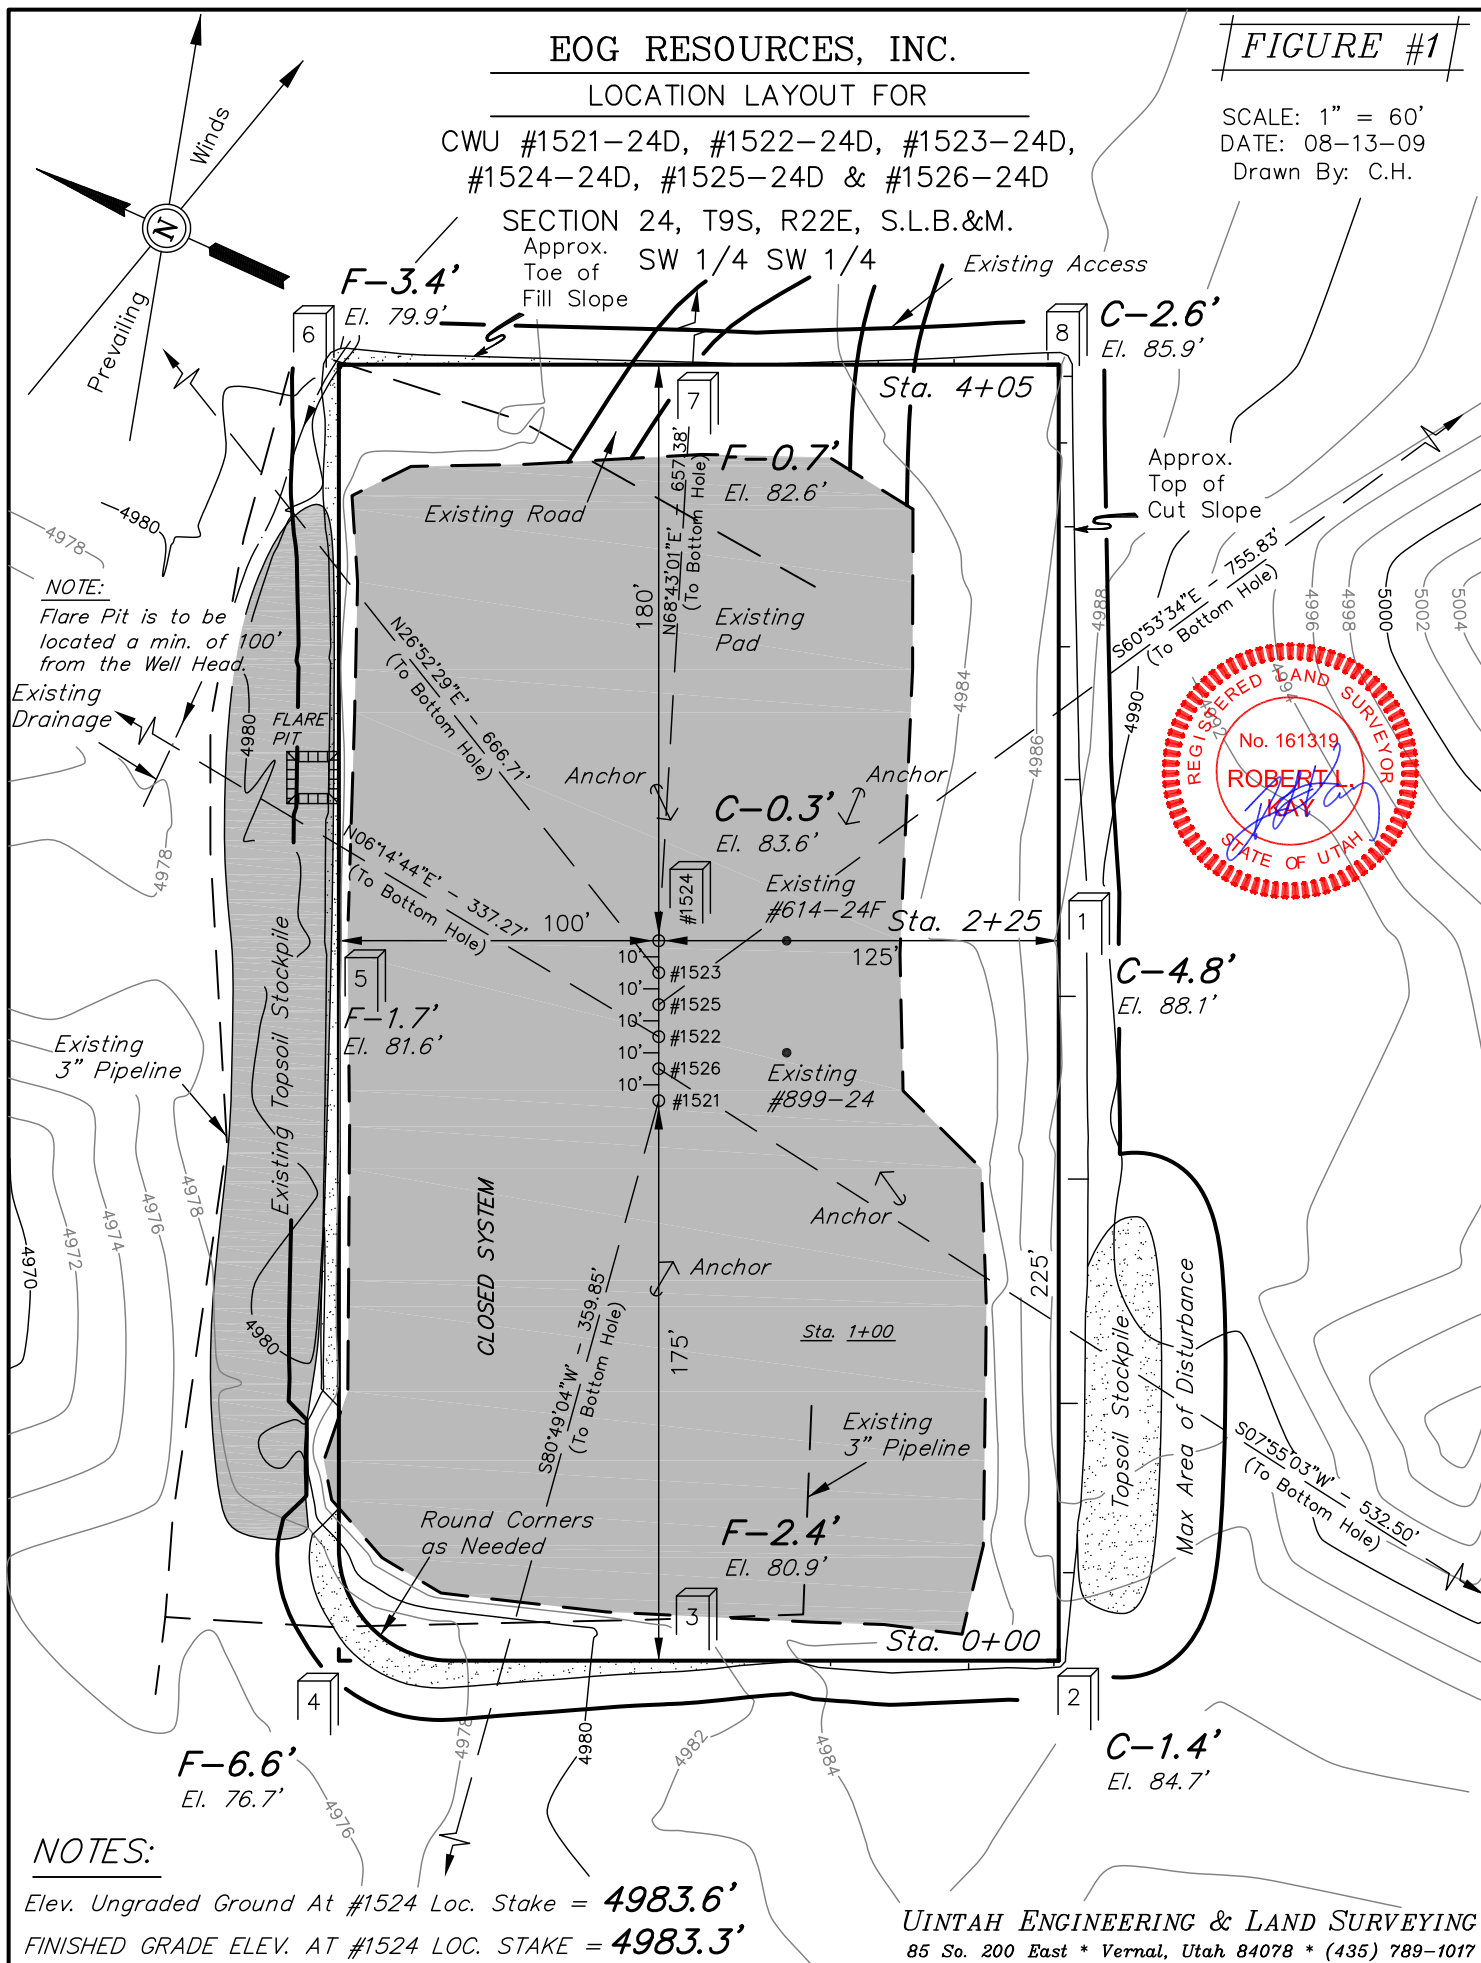 EOG RESOURCES, INC.
LOCATION LAYOUT FOR
CWU #1521-24D, #1522-24D, #1523-24D,
#1524-24D, #1525-24D & #1526-24D
SECTION 24, T9S, R22E, S.L.B.&M.
SW 1/4 SW 1/4
FIGURE #1
SCALE: 1" = 60'
DATE: 08-13-09
Drawn By: C.H.
Winds
N
Prevailing
Approx.
Toe of
Fill Slope
Existing Access
F-3.4'
El. 79.9'
6
8
C-2.6'
El. 85.9'
Sta. 4+05
7
F-0.7'
El. 82.6'
Existing Road
Approx.
Top of
Cut Slope
4980
4978
NOTE:
Flare Pit is to be
located a min. of 100'
from the Well Head.
Existing
Drainage
FLARE
PIT
4980
4978
N26°52'29"E' - 666.71'
(To Bottom Hole)
180'
N68°43'01"E' - 657.38'
(To Bottom Hole)
Existing
Pad
4984
4986
4988
4990
S60°53'34"E - 755.83'
(To Bottom Hole)
4992
4994
4996
4998
5000
5002
5004
REGISTERED LAND SURVEYOR
No. 161319
ROBERT L.
KAY
STATE OF UTAH
Anchor
Anchor
C-0.3'
El. 83.6'
N06°14'44"E' - 337.27'
(To Bottom Hole)
#1524
Existing
#614-24F
Sta. 2+25
100'
125'
1
C-4.8'
El. 88.1'
5
F-1.7'
El. 81.6'
10'
#1523
10'
#1525
10'
#1522
10'
#1526
10'
#1521
Existing
#899-24
Existing
3" Pipeline
Existing Topsoil Stockpile
4970
4972
4974
4976
4978
4980
CLOSED SYSTEM
Anchor
Anchor
225'
S80°49'04"W' - 359.85'
(To Bottom Hole)
175'
Sta. 1+00
Existing
3" Pipeline
Topsoil Stockpile
Max Area of Disturbance
S07°55'03"W' - 532.50'
(To Bottom Hole)
Round Corners
as Needed
F-2.4'
El. 80.9'
3
Sta. 0+00
4
2
F-6.6'
El. 76.7'
C-1.4'
El. 84.7'
4976
4978
4980
4982
4984
NOTES:
Elev. Ungraded Ground At #1524 Loc. Stake = 4983.6'
FINISHED GRADE ELEV. AT #1524 LOC. STAKE = 4983.3'
UINTAH ENGINEERING & LAND SURVEYING
85 So. 200 East * Vernal, Utah 84078 * (435) 789-1017